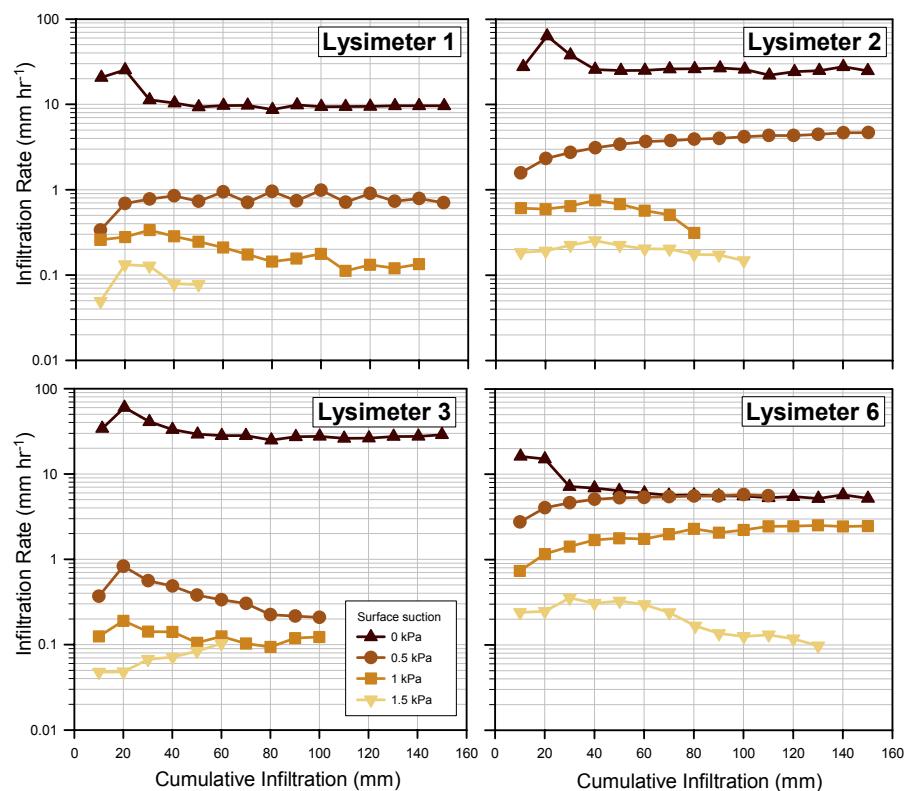 Lysimeter 1
Lysimeter 2
Infiltration Rate (mm hr⁻¹)
100
10
1
0.1
0.01
Lysimeter 3
Lysimeter 6
Infiltration Rate (mm hr⁻¹)
100
10
1
0.1
0.01
Surface suction
0 kPa
0.5 kPa
1 kPa
1.5 kPa
0 20 40 60 80 100 120 140 160
0 20 40 60 80 100 120 140 160
Cumulative Infiltration (mm)
Cumulative Infiltration (mm)